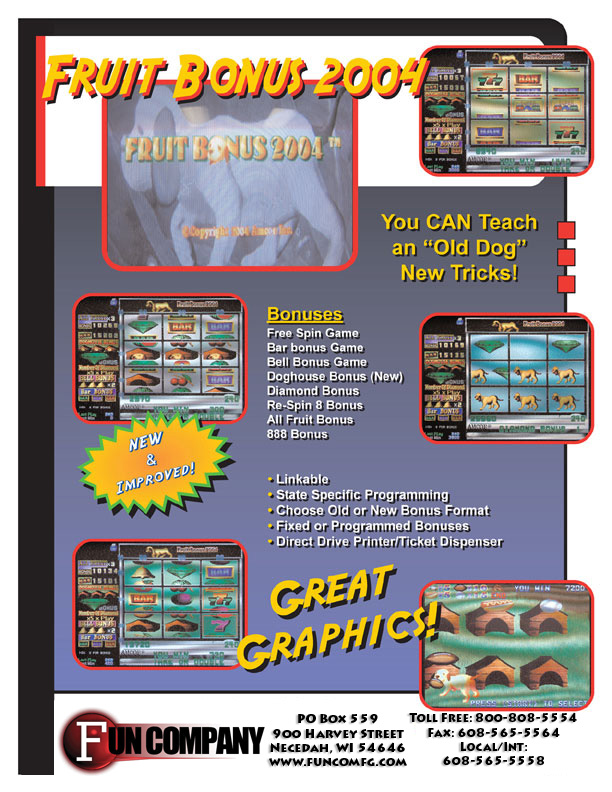 FRUIT BONUS 2004
FRUIT BONUS 2004™
You CAN Teach
an “Old Dog”
New Tricks!
Bonuses
Free Spin Game
Bar bonus Game
Bell Bonus Game
Doghouse Bonus (New)
Diamond Bonus
Re-Spin 8 Bonus
All Fruit Bonus
888 Bonus
NEW
&
IMPROVED!
• Linkable
• State Specific Programming
• Choose Old or New Bonus Format
• Fixed or Programmed Bonuses
• Direct Drive Printer/Ticket Dispenser
GREAT
GRAPHICS!
FUN COMPANY
PO BOX 559
900 HARVEY STREET
NECEDAH, WI 54646
WWW.FUNCOMFG.COM
TOLL FREE: 800-808-5554
FAX: 608-565-5564
LOCAL/INT:
608-565-5558